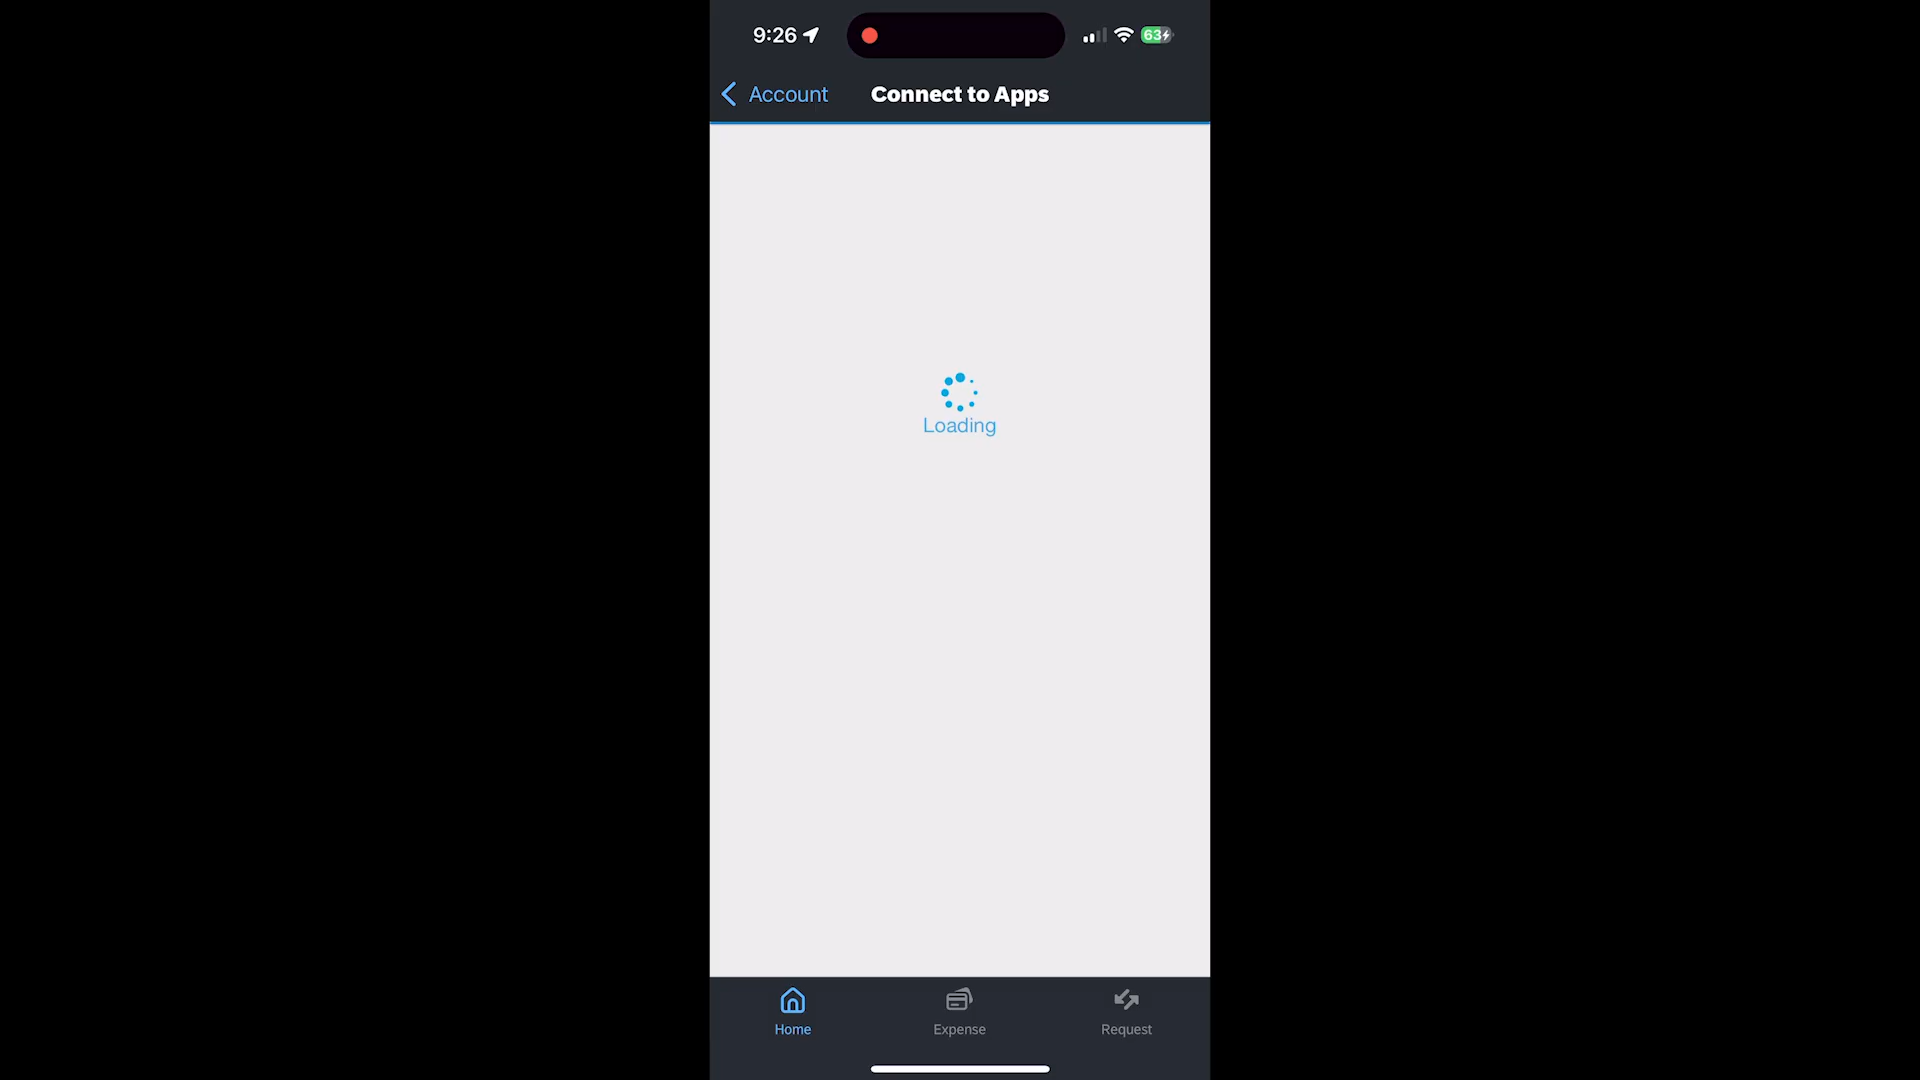 9:26
63
Account
Connect to Apps
Loading
Home
Expense
Request